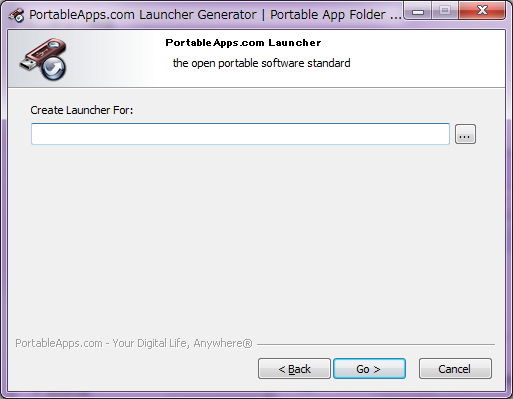 PortableApps.com Launcher Generator | Portable App Folder ...
PortableApps.com Launcher
the open portable software standard
Create Launcher For:
...
PortableApps.com - Your Digital Life, Anywhere®
< Back
Go >
Cancel